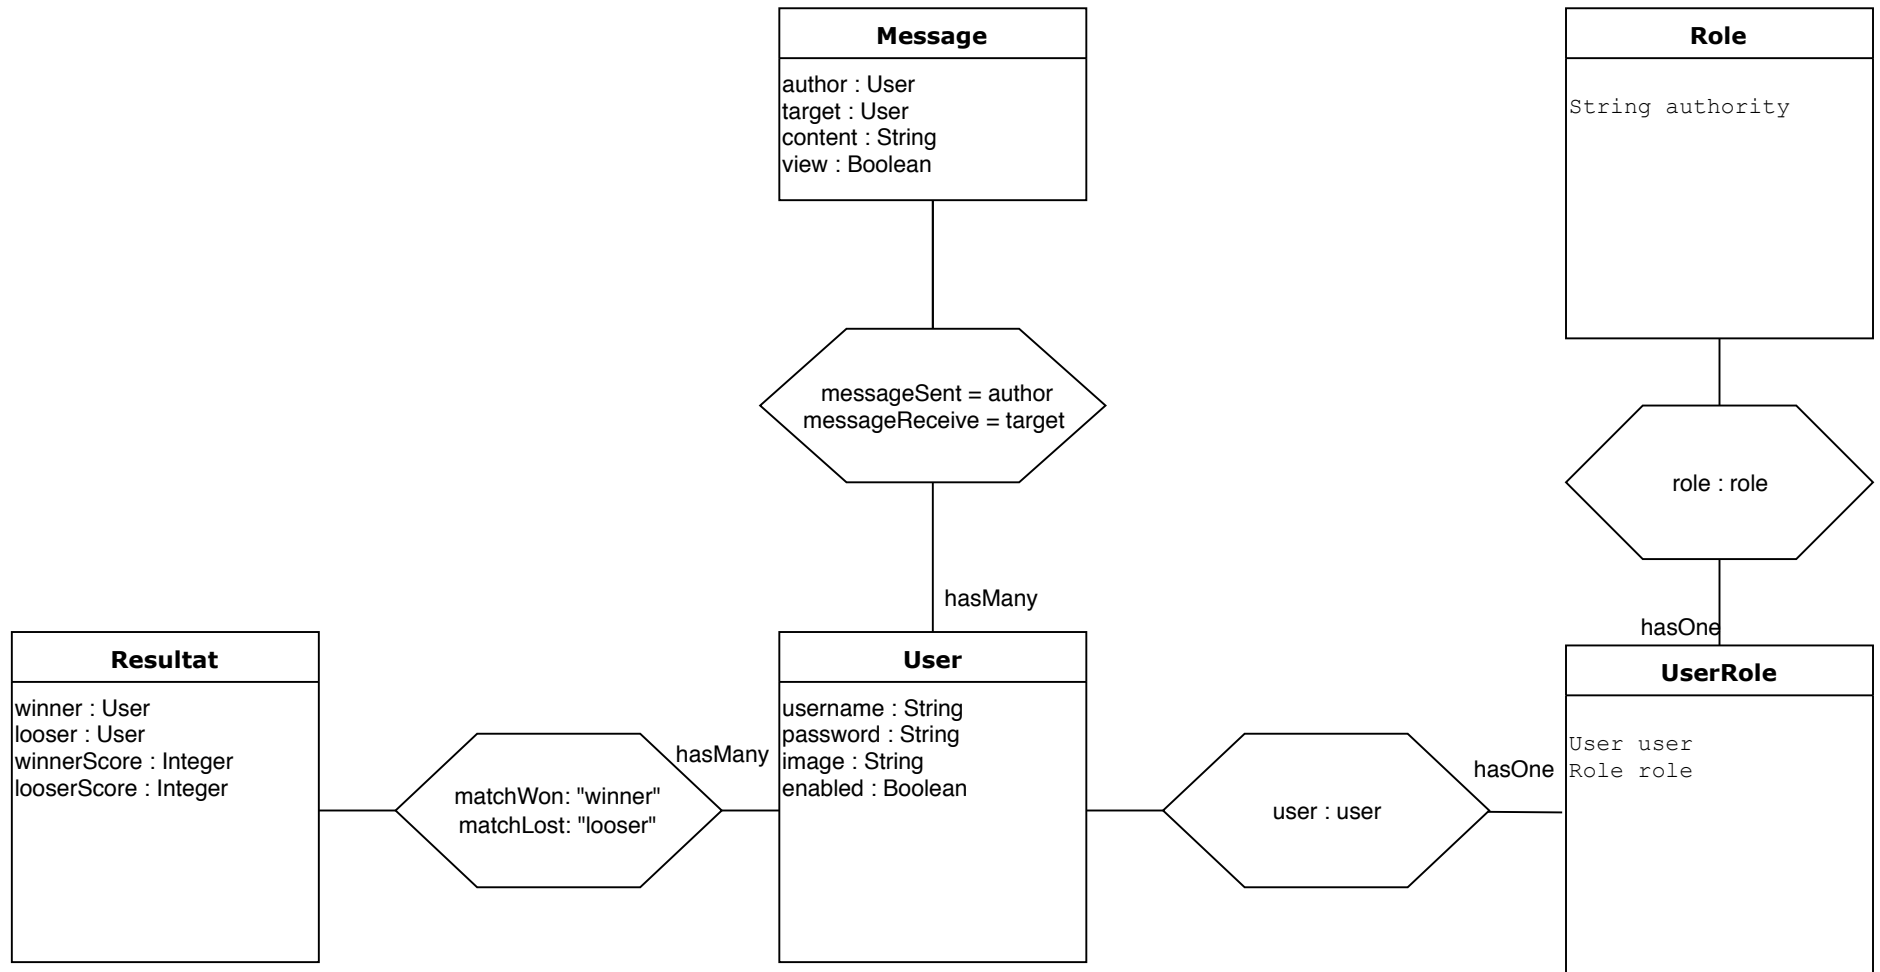 Message
author : User
target : User
content : String
view : Boolean
Role
String authority
messageSent = author
messageReceive = target
role : role
hasMany
hasOne
Resultat
winner : User
looser : User
winnerScore : Integer
looserScore : Integer
matchWon: "winner"
matchLost: "looser"
hasMany
User
username : String
password : String
image : String
enabled : Boolean
user : user
hasOne
UserRole
User user
Role role